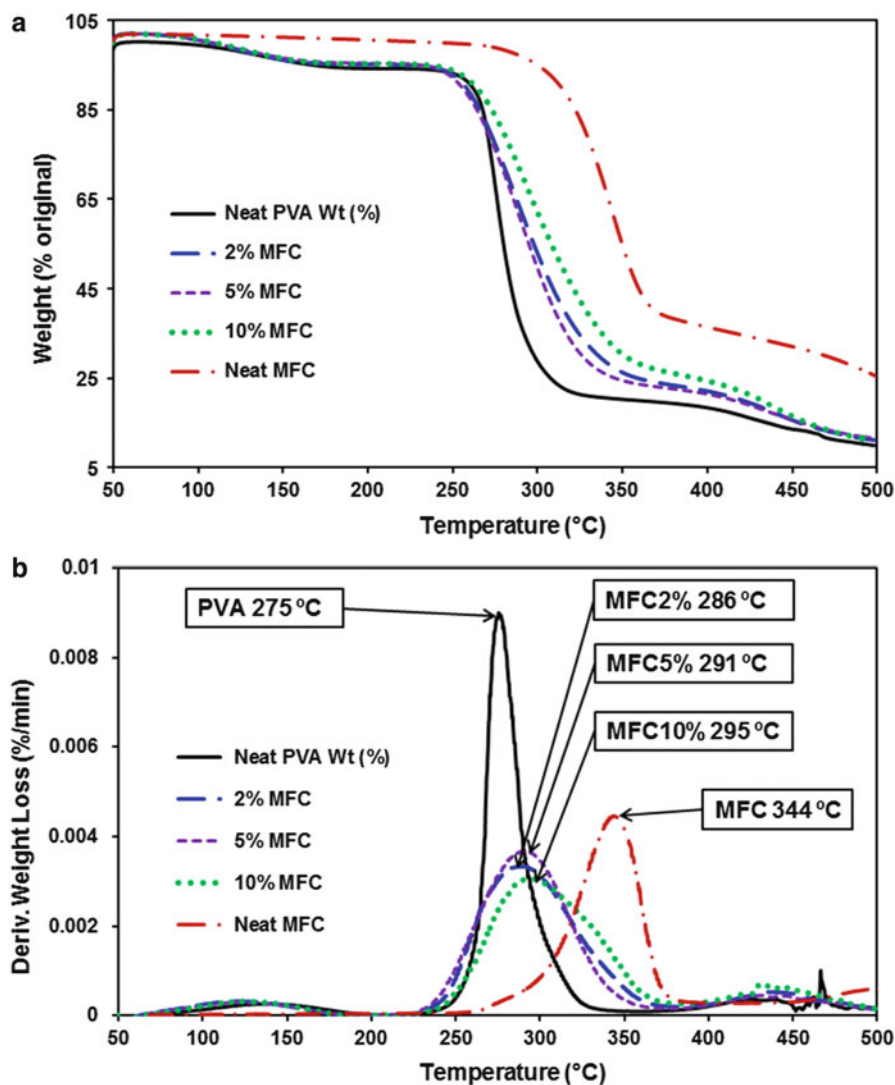 a
105
85
65
45
25
5
Weight (% original)
Neat PVA Wt (%)
2% MFC
5% MFC
10% MFC
Neat MFC
50 100 150 200 250 300 350 400 450 500
Temperature (°C)
b
0.01
0.008
0.006
0.004
0.002
0
Deriv. Weight Loss (%/min)
PVA 275 °C
MFC2% 286 °C
MFC5% 291 °C
MFC10% 295 °C
MFC 344 °C
Neat PVA Wt (%)
2% MFC
5% MFC
10% MFC
Neat MFC
50 100 150 200 250 300 350 400 450 500
Temperature (°C)